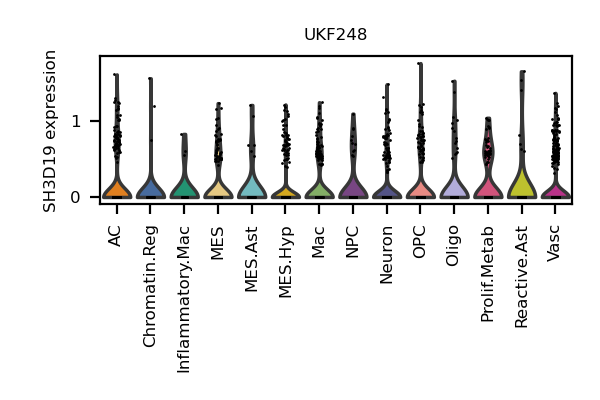 UKF248
SH3D19 expression
1
0
AC
Chromatin.Reg
Inflammatory.Mac
MES
MES.Ast
MES.Hyp
Mac
NPC
Neuron
OPC
Oligo
Prolif.Metab
Reactive.Ast
Vasc